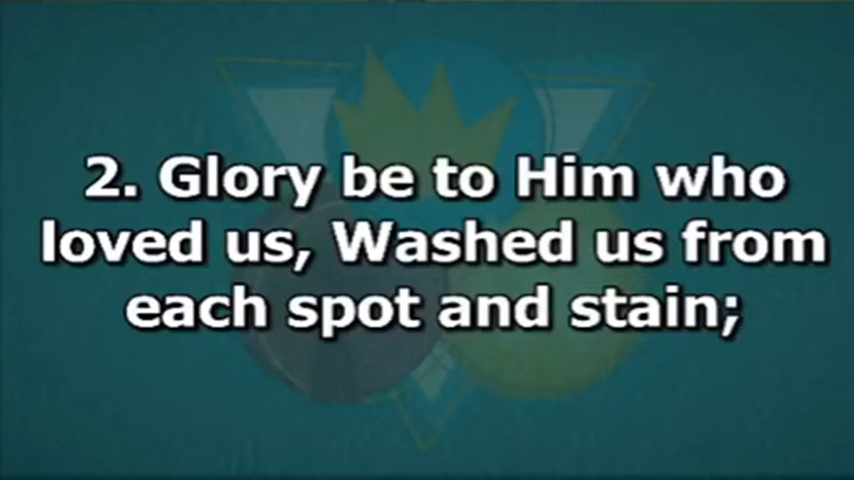 2. Glory be to Him who
loved us, Washed us from
each spot and stain;